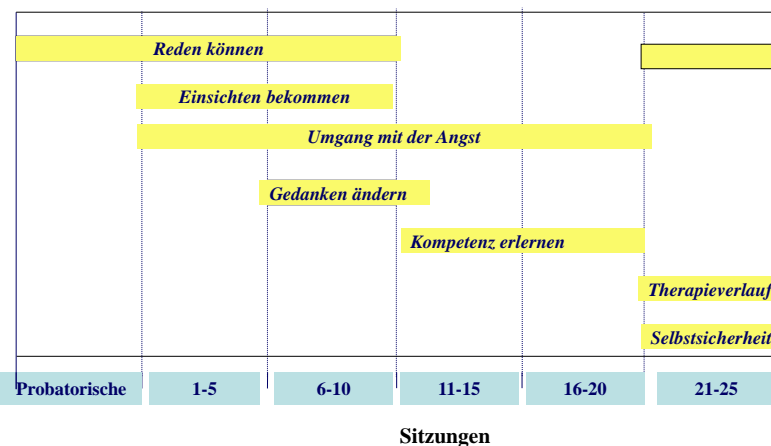 Reden können
Einsichten bekommen
Umgang mit der Angst
Gedanken ändern
Kompetenz erlernen
Therapieverlauf
Selbstsicherheit
Probatorische 1-5 6-10 11-15 16-20 21-25
Sitzungen